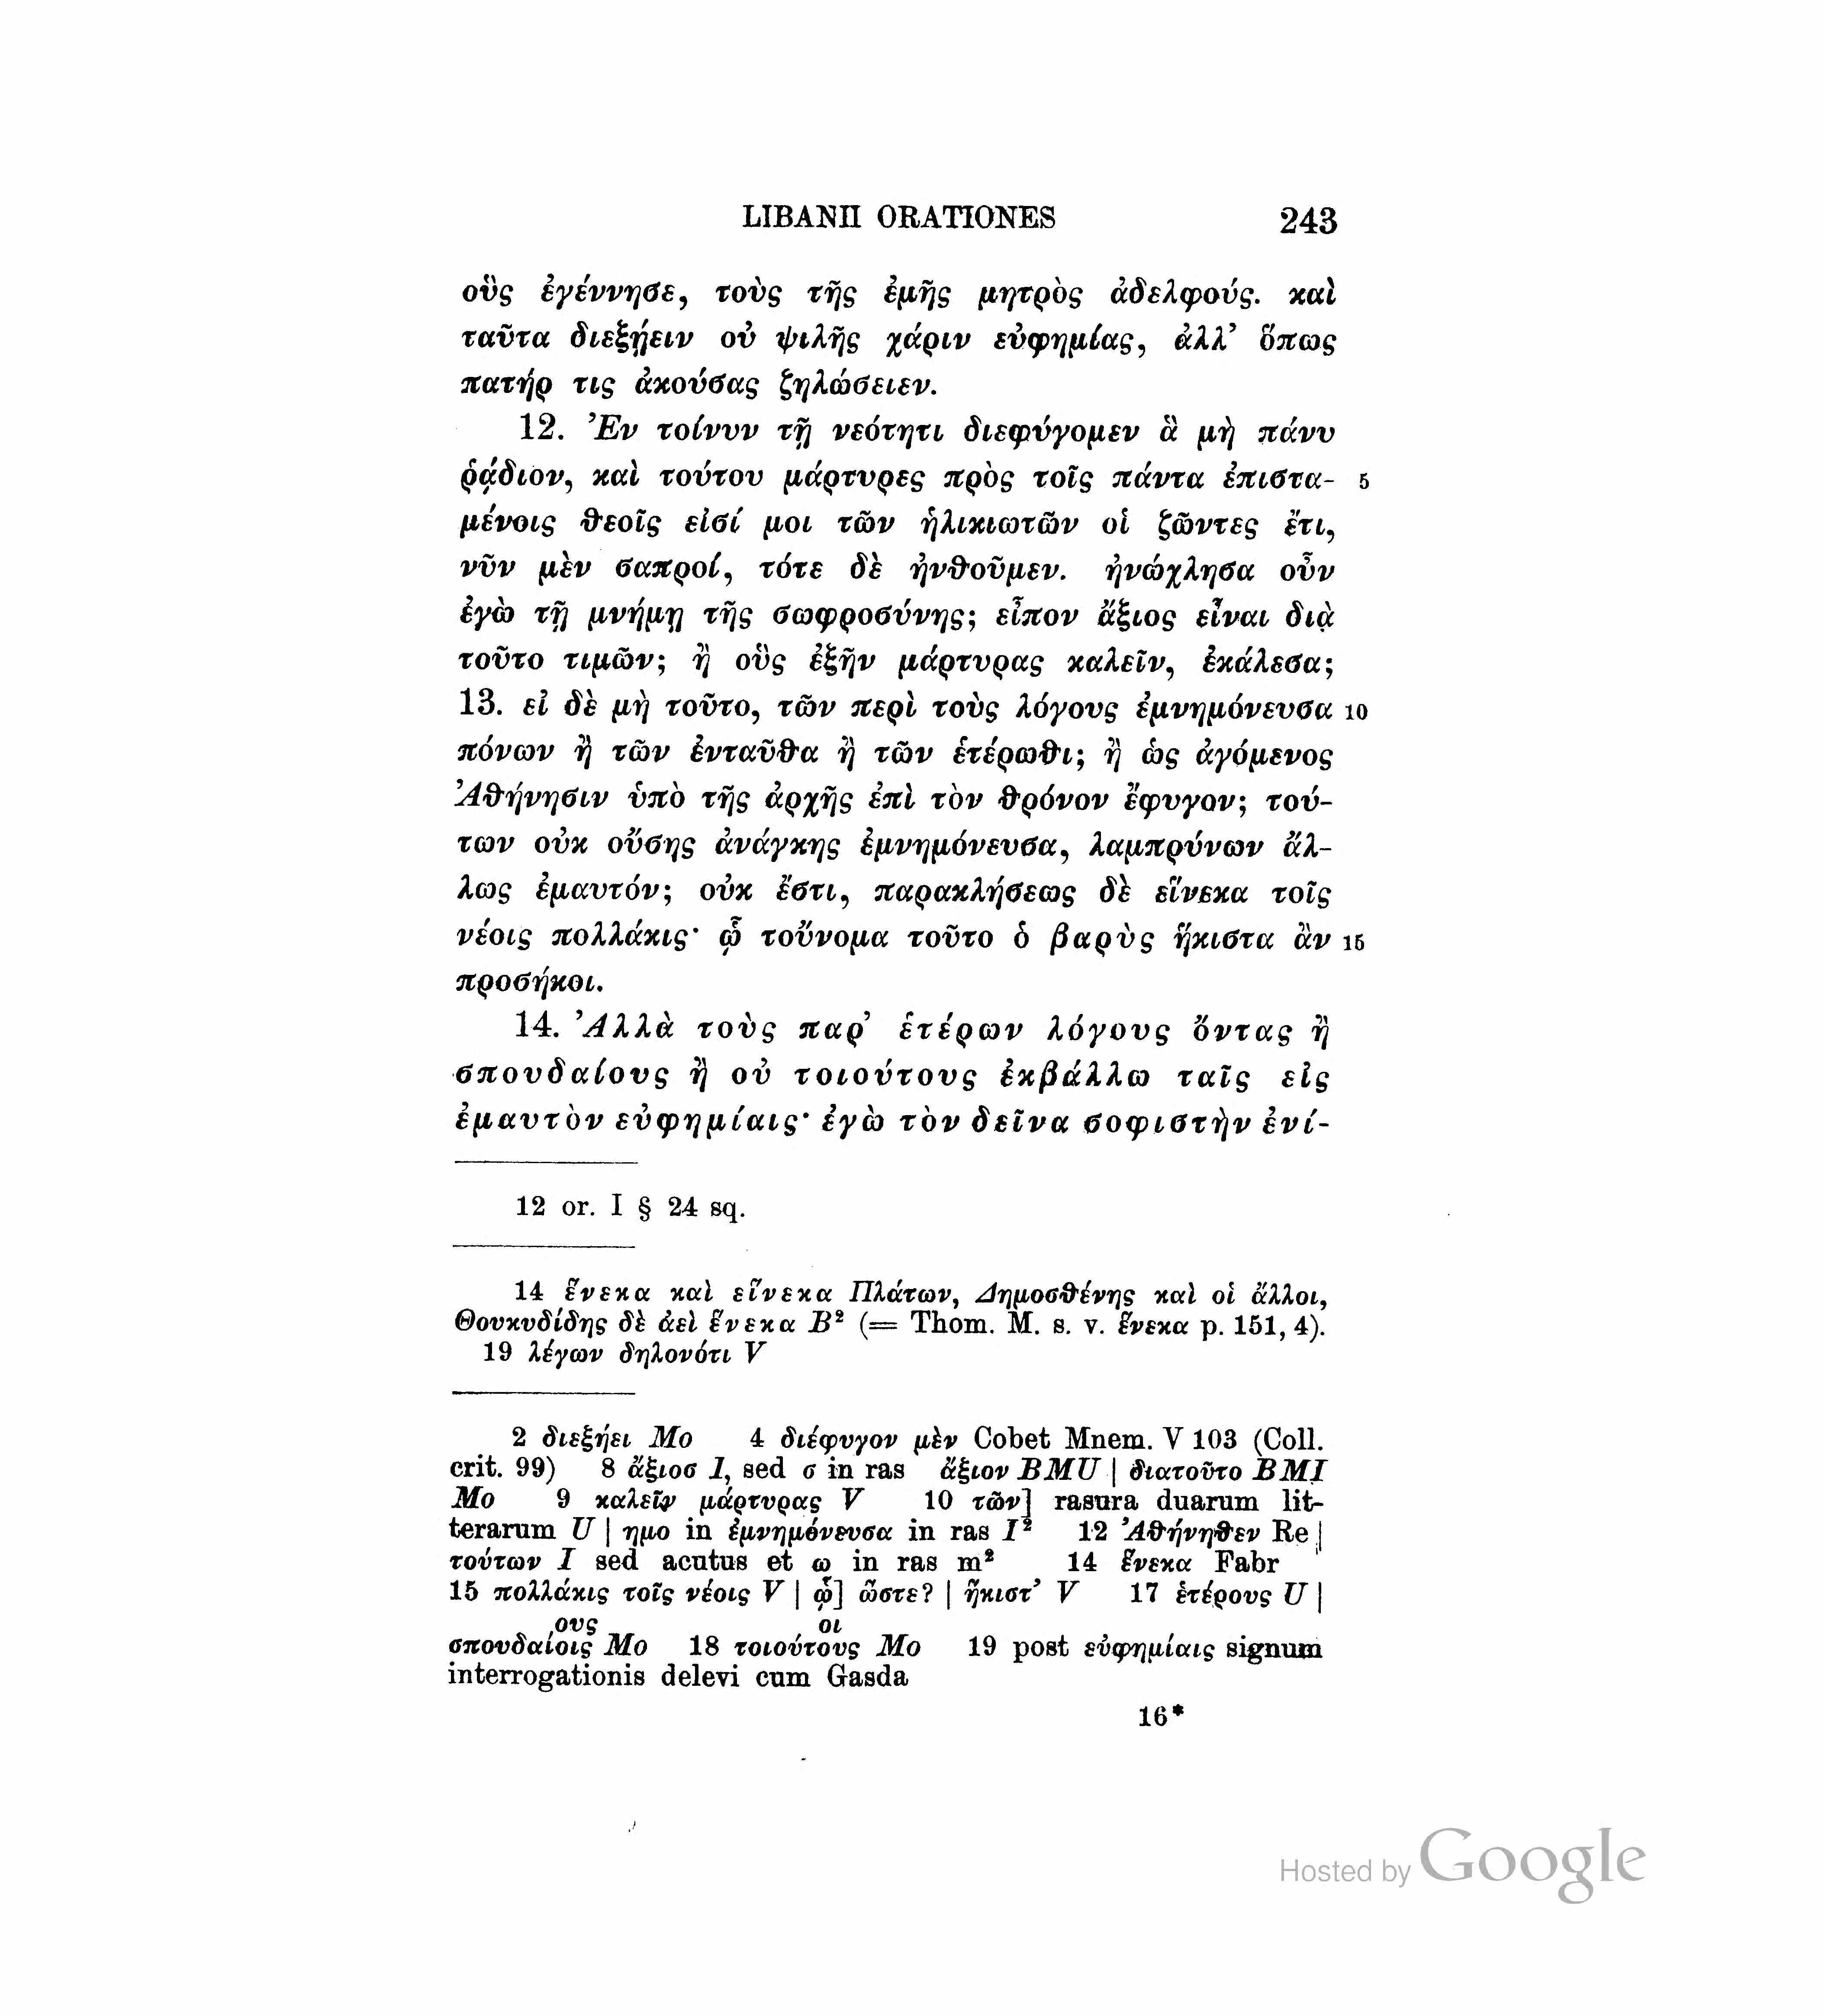 LIBANII ORATIONES 243
οὓς ἐγέννησε, τοὺς τῆς ἐμῆς μητρὸς ἀδελφούς. καὶ
ταῦτα διεξῄειν οὐ ψιλῆς χάριν εὐφημίας, ἀλλ᾽ ὅπως
πατήρ τις ἀκούσας ζηλώσειεν.
12. Ἐν τοίνυν τῇ νεότητι διεφύγομεν ἃ μὴ πάνυ
ῥᾴδιον, καὶ τούτου μάρτυρες πρὸς τοῖς πάντα ἐπιστα- 5
μένοις θεοῖς εἰσί μοι τῶν ἡλικιωτῶν οἱ ζῶντες ἔτι,
νῦν μὲν σαπροί, τότε δὲ ἠνθοῦμεν. ἠνώχλησα οὖν
ἐγὼ τῇ μνήμῃ τῆς σωφροσύνης; εἶπον ἄξιος εἶναι διὰ
τοῦτο τιμῶν; ἢ οὓς ἐξῆν μάρτυρας καλεῖν, ἐκάλεσα;
13. εἰ δὲ μὴ τοῦτο, τῶν περὶ τοὺς λόγους ἐμνημόνευσα 10
πόνων ἢ τῶν ἐνταῦθα ἢ τῶν ἑτέρωθι; ἢ ὡς ἀγόμενος
Ἀθήνησιν ὑπὸ τῆς ἀρχῆς ἐπὶ τὸν θρόνον ἔφυγον; τού-
των οὐκ οὔσης ἀνάγκης ἐμνημόνευσα, λαμπρύνων ἄλ-
λως ἐμαυτόν; οὐκ ἔστι, παρακλήσεως δὲ εἵνεκα τοῖς
νέοις πολλάκις· ᾧ τοὔνομα τοῦτο ὁ βαρὺς ἥκιστα ἂν 15
προσήκοι.
14. Ἀλλὰ τοὺς παρ᾽ ἑτέρων λόγους ὄντας ἢ
σπουδαίους ἢ οὐ τοιούτους ἐκβάλλω ταῖς εἰς
ἐμαυτὸν εὐφημίαις· ἐγὼ τὸν δεῖνα σοφιστὴν ἐνί-
12 or. I § 24 sq.
14 ἕνεκα καὶ εἵνεκα Πλάτων, Δημοσθένης καὶ οἱ ἄλλοι,
Θουκυδίδης δὲ ἀεὶ ἕνεκα B² (= Thom. M. s. v. ἕνεκα p. 151, 4).
19 λέγων δηλονότι V
2 διεξήει Mo 4 διέφυγον μὲν Cobet Mnem. V 103 (Coll.
crit. 99) 8 ἄξιοσ I, sed σ in ras ἄξιον BMU | διατοῦτο BMI
Mo 9 καλεῖν μάρτυρας V 10 τῶν] rasura duarum lit-
terarum U | ημο in ἐμνημόνευσα in ras I² 12 Ἀθήνηθεν Re |
τούτων I sed acutus et ω in ras m² 14 ἕνεκα Fabr
15 πολλάκις τοῖς νέοις V | ᾧ] ὥστε? | ἥκιστ᾽ V 17 ἑτέρους U |
ους οι
σπουδαίοις Mo 18 τοιούτους Mo 19 post εὐφημίαις signum
interrogationis delevi cum Gasda
16*
Hosted by Google